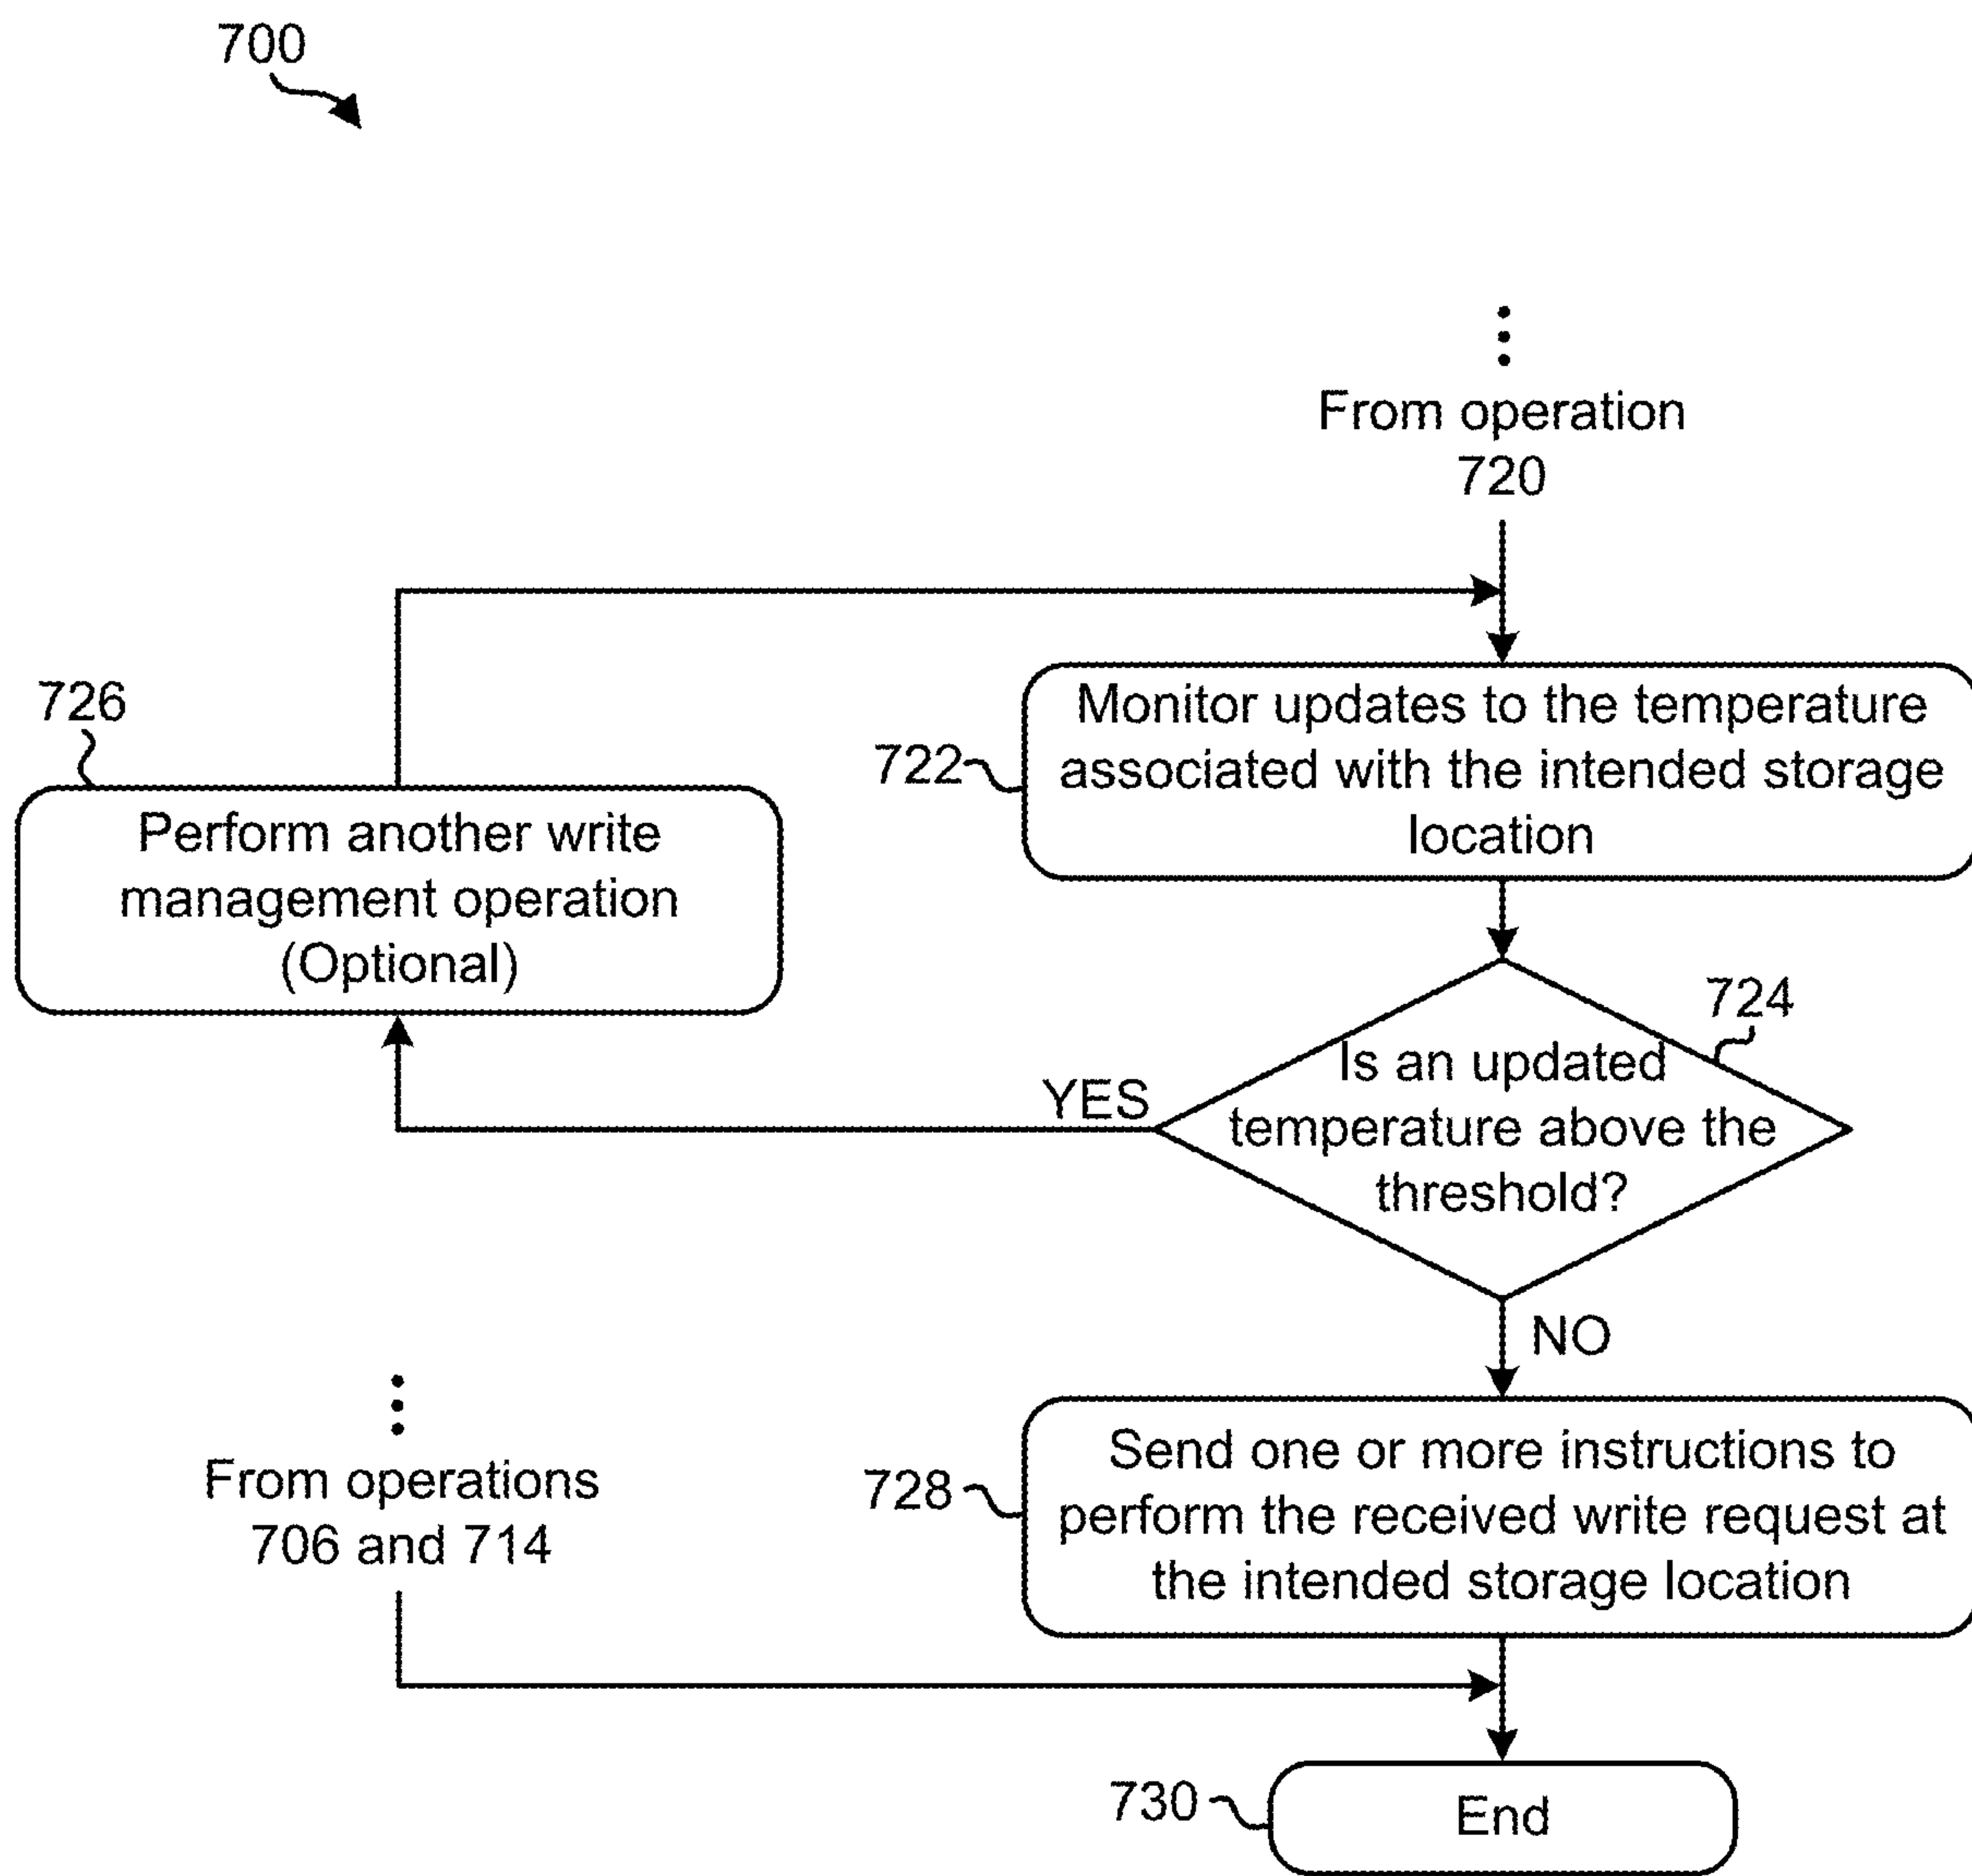 700
From operation
720
726
722
Monitor updates to the temperature
associated with the intended storage
location
Perform another write
management operation
(Optional)
724
Is an updated
temperature above the
threshold?
YES
NO
From operations
706 and 714
728
Send one or more instructions to
perform the received write request at
the intended storage location
730
End